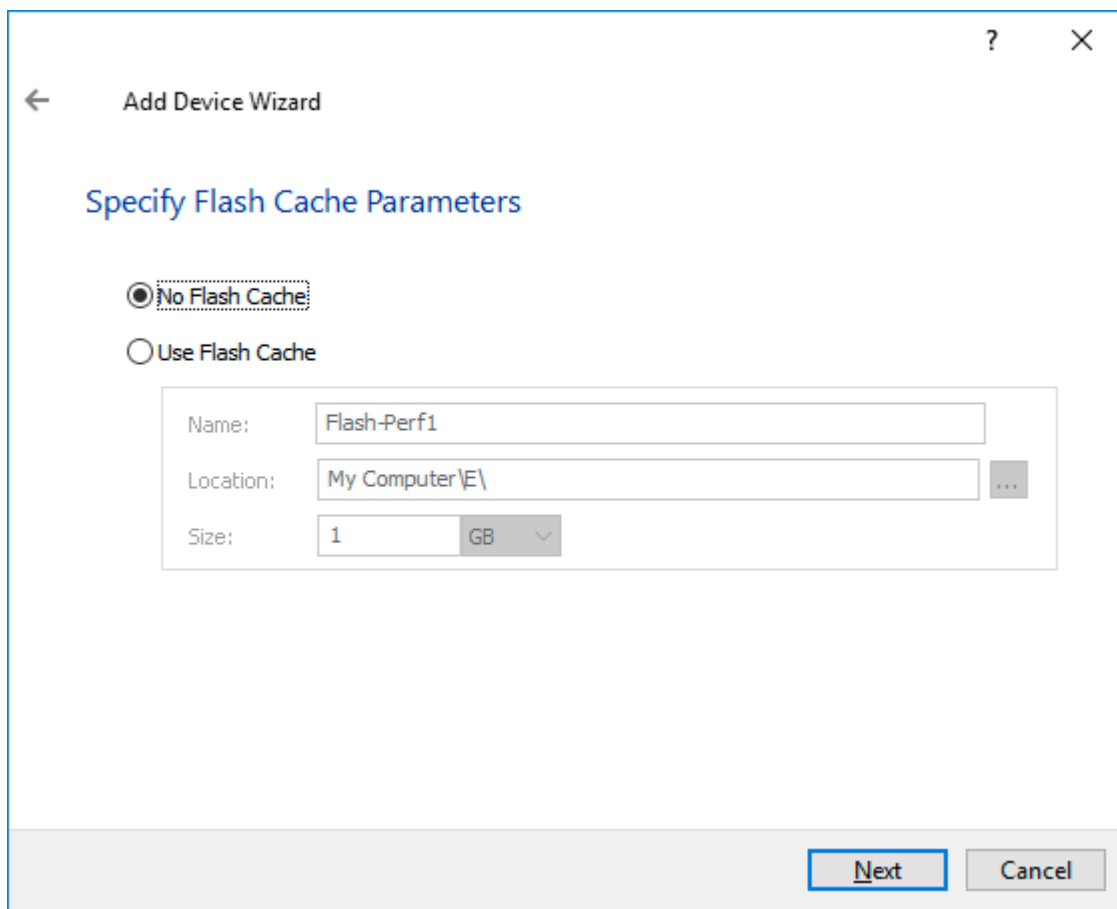 ?
Add Device Wizard
Specify Flash Cache Parameters
No Flash Cache
Use Flash Cache
Name: Flash-Perf1
Location: My Computer\E\ ...
Size: 1 GB
Next Cancel